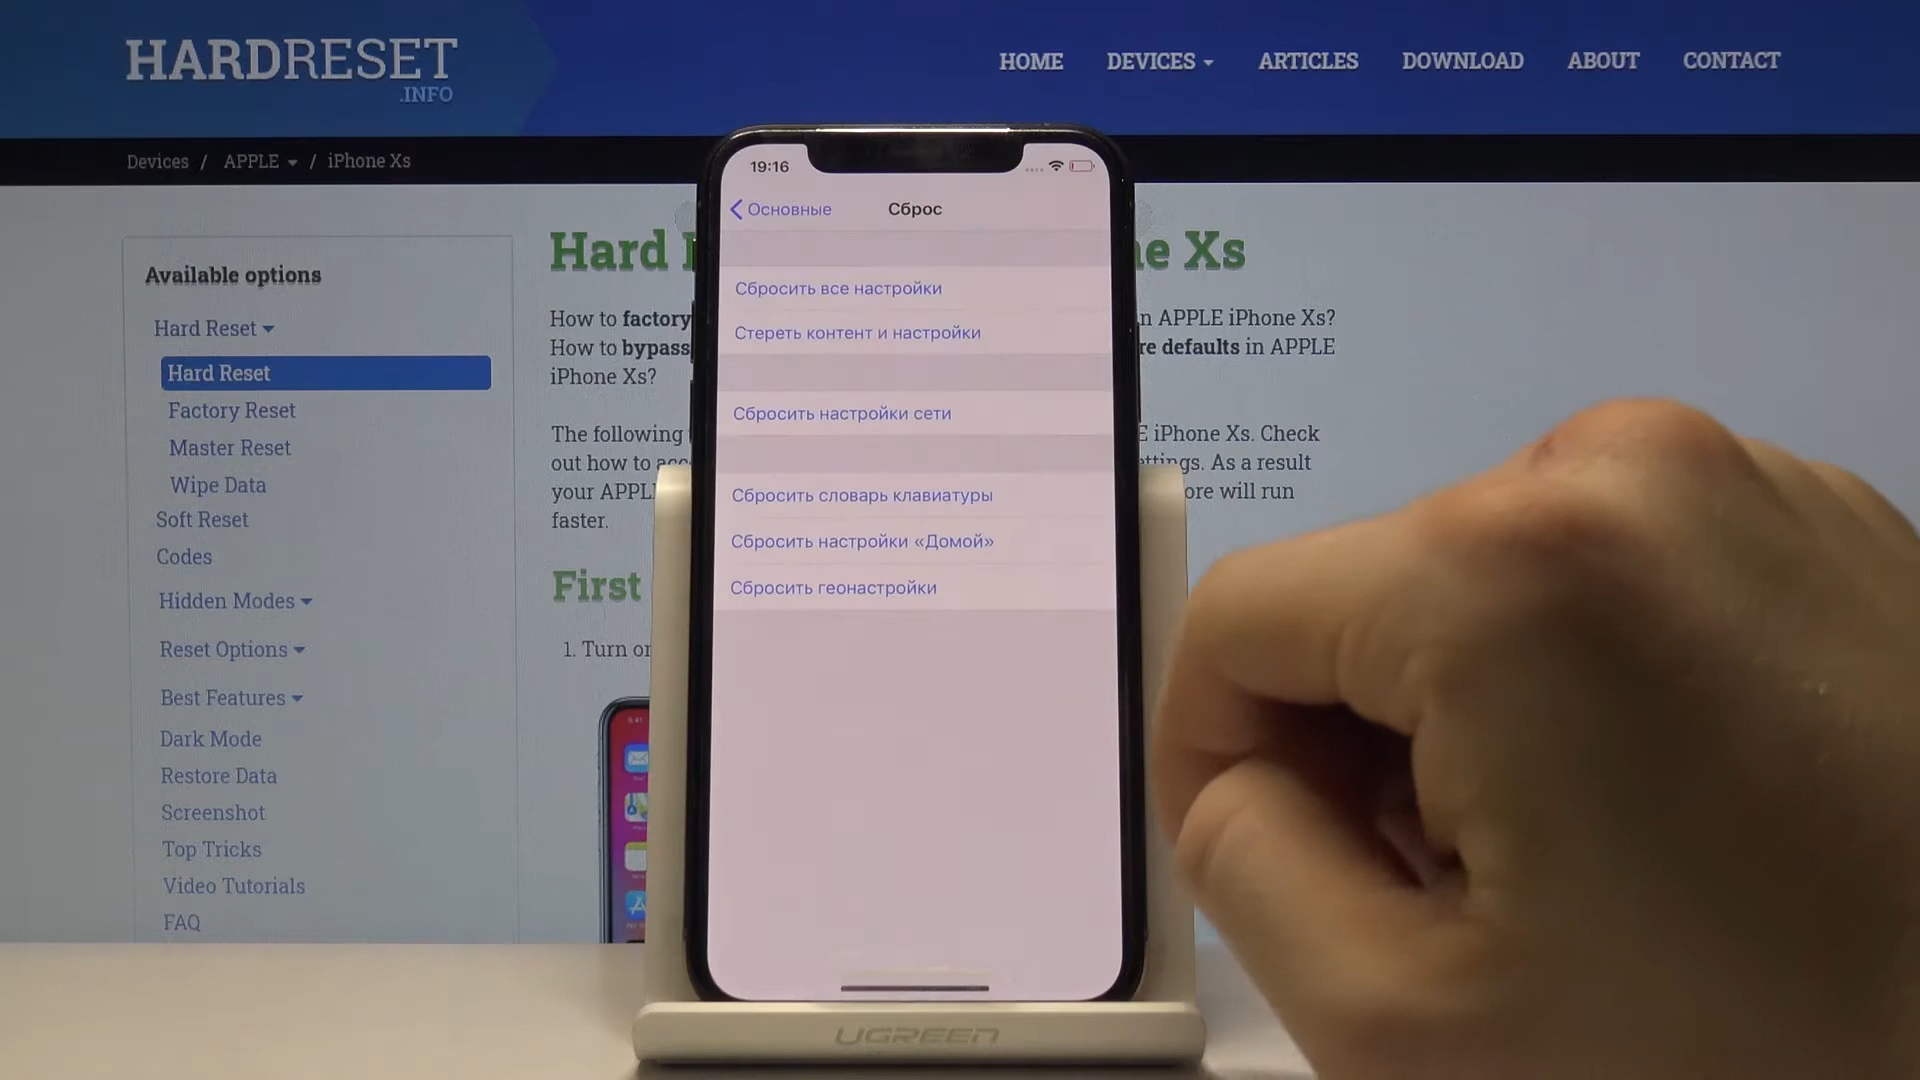 HARDRESET
.INFO
HOME DEVICES ARTICLES DOWNLOAD ABOUT CONTACT
Devices / APPLE / iPhone Xs
Available options
Hard Reset
Hard Reset
Factory Reset
Master Reset
Wipe Data
Soft Reset
Codes
Hidden Modes
Reset Options
Best Features
Dark Mode
Restore Data
Screenshot
Top Tricks
Video Tutorials
FAQ
Hard
Xs
How to factory
APPLE iPhone Xs?
How to bypass
defaults in APPLE
iPhone Xs?
The following
iPhone Xs. Check
out how to
As a result
your
will run
faster.
First
1. Turn
19:16
Основные Сброс
Сбросить все настройки
Стереть контент и настройки
Сбросить настройки сети
Сбросить словарь клавиатуры
Сбросить настройки «Домой»
Сбросить геонастройки
UGREEN